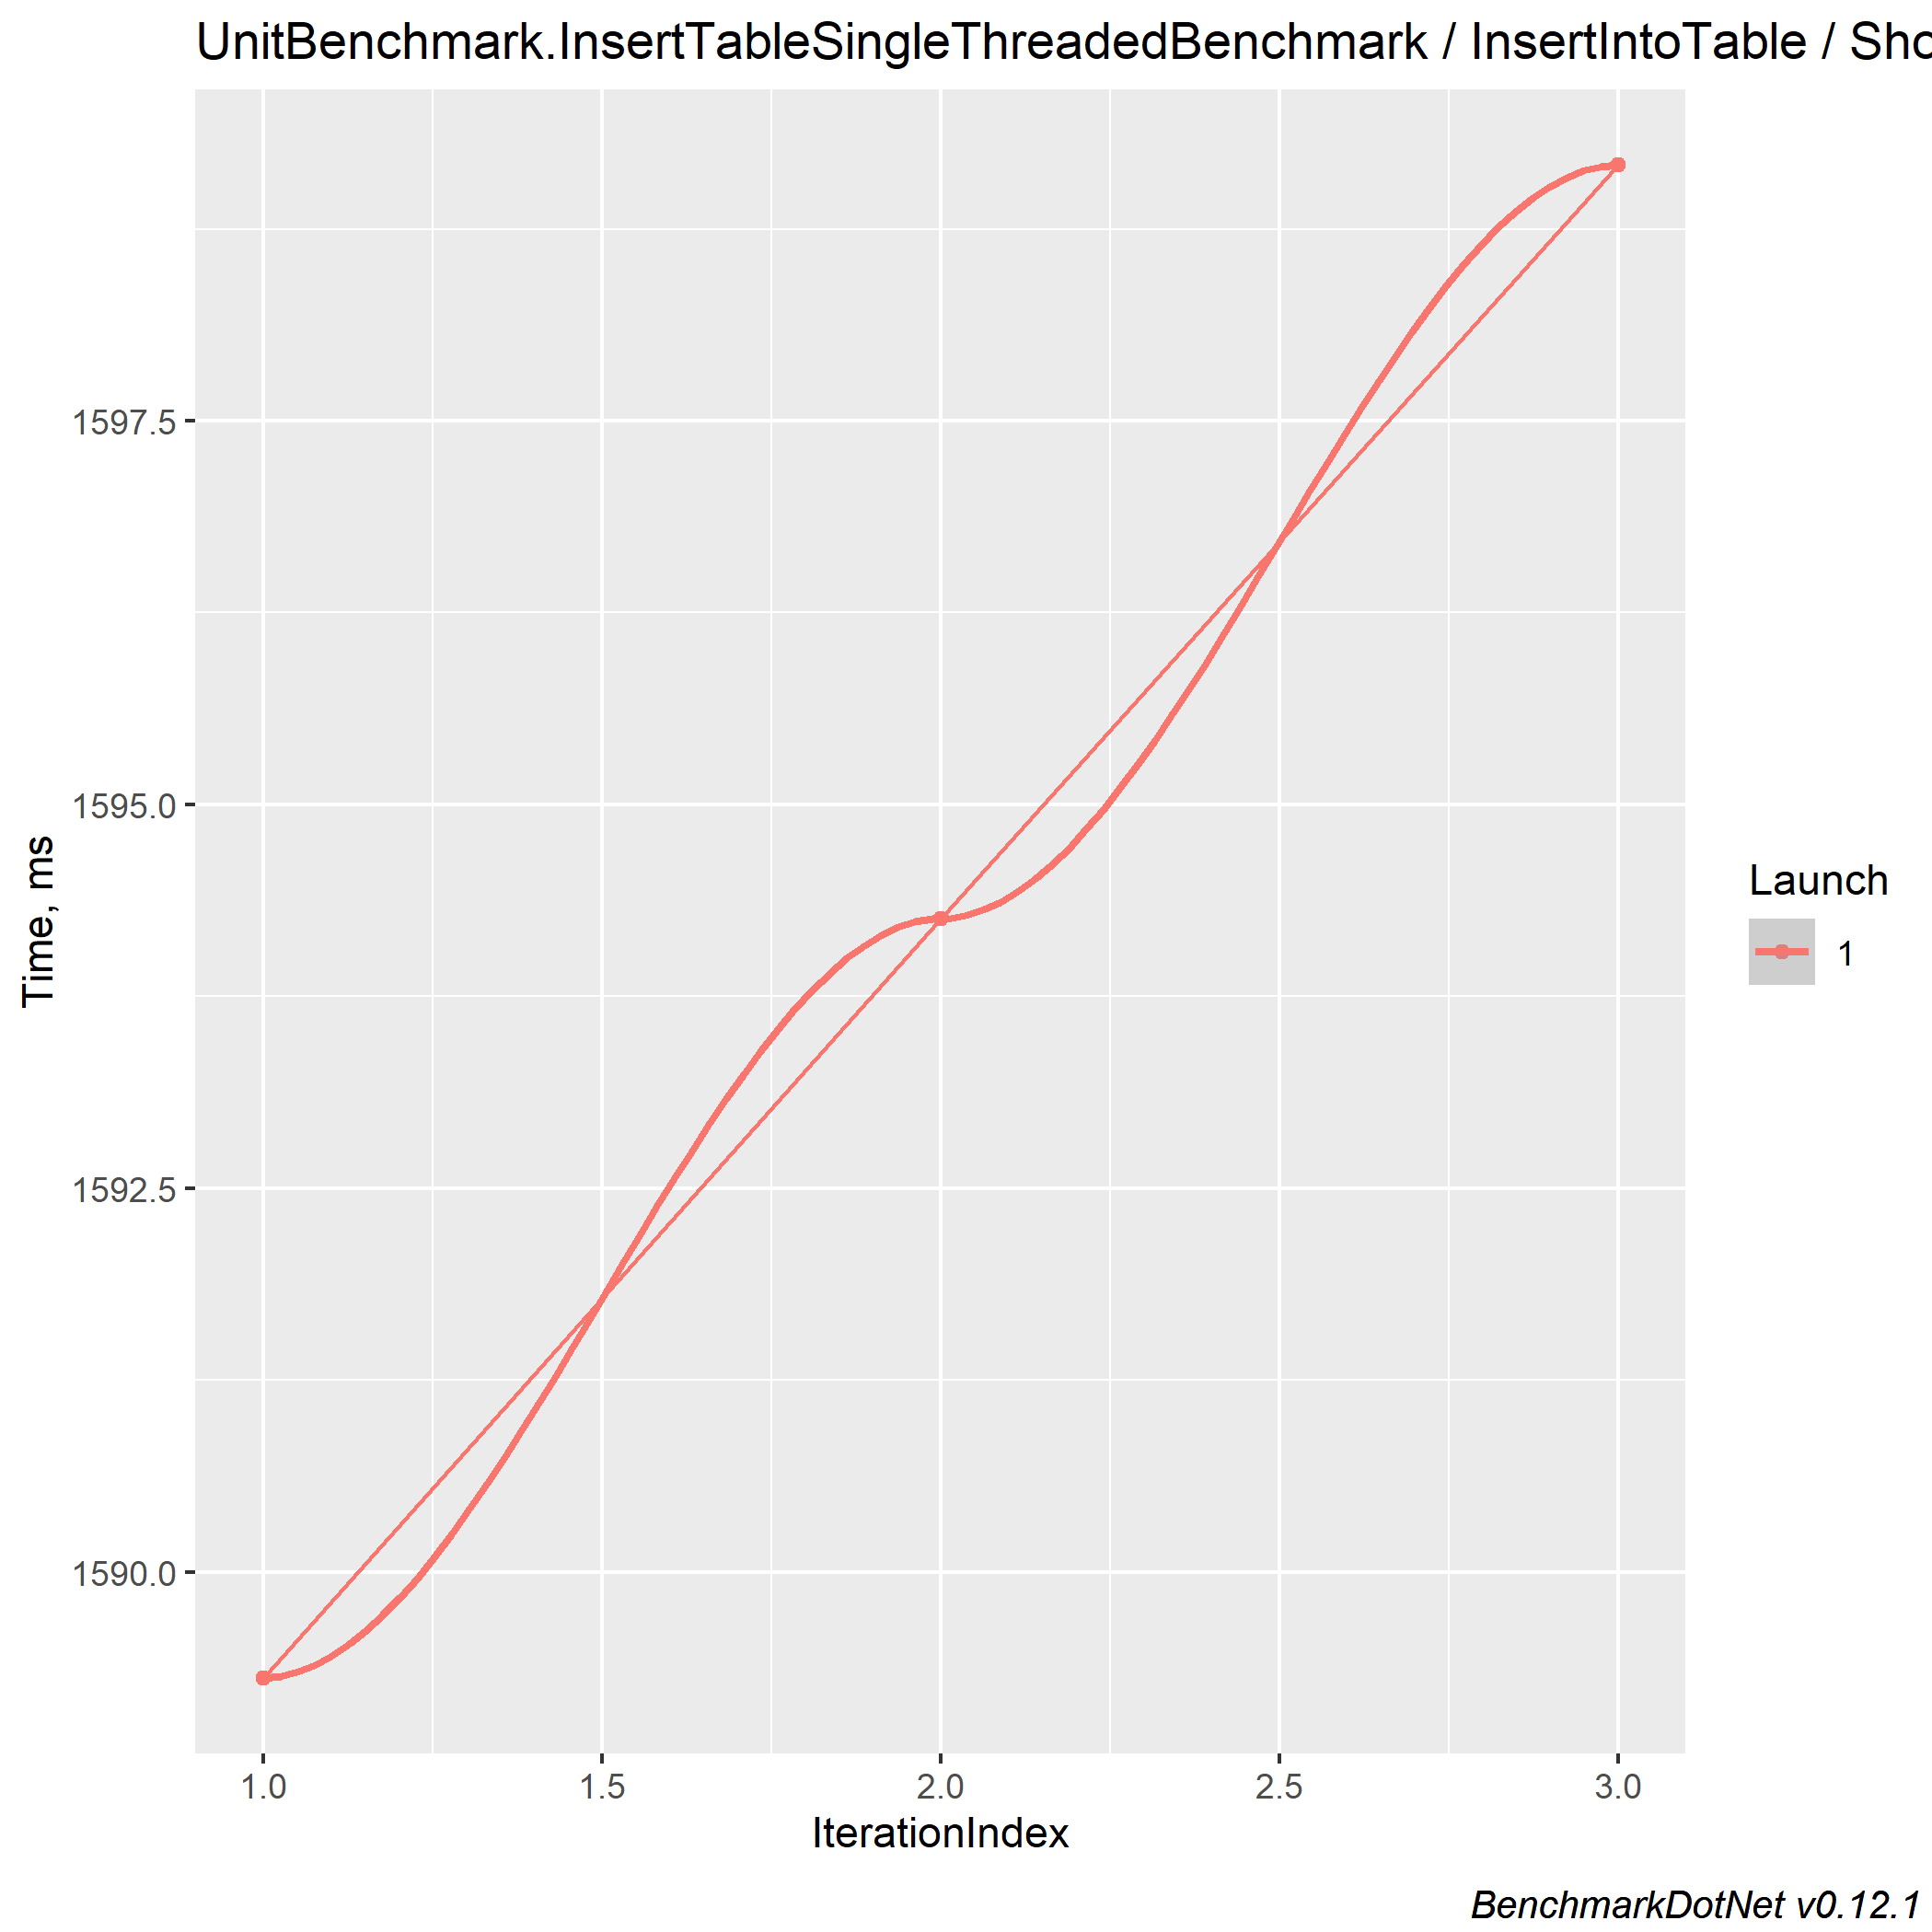 UnitBenchmark.InsertTableSingleThreadedBenchmark / InsertIntoTable / Sho
Time, ms
1597.5
1595.0
1592.5
1590.0
1.0 1.5 2.0 2.5 3.0
IterationIndex
Launch
1
BenchmarkDotNet v0.12.1